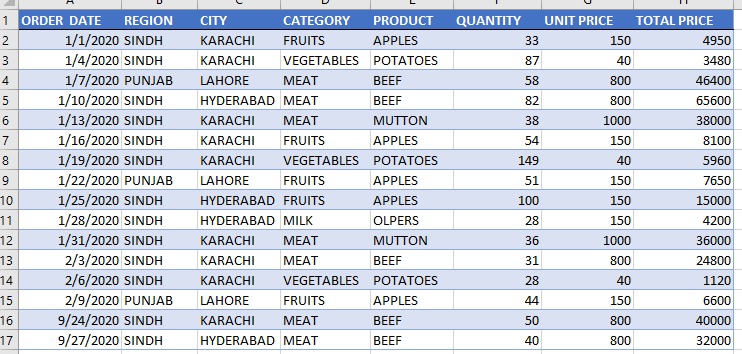 1 ORDER DATE REGION CITY CATEGORY PRODUCT QUANTITY UNIT PRICE TOTAL PRICE
2 1/1/2020 SINDH KARACHI FRUITS APPLES 33 150 4950
3 1/4/2020 SINDH KARACHI VEGETABLES POTATOES 87 40 3480
4 1/7/2020 PUNJAB LAHORE MEAT BEEF 58 800 46400
5 1/10/2020 SINDH HYDERABAD MEAT BEEF 82 800 65600
6 1/13/2020 SINDH KARACHI MEAT MUTTON 38 1000 38000
7 1/16/2020 SINDH KARACHI FRUITS APPLES 54 150 8100
8 1/19/2020 SINDH KARACHI VEGETABLES POTATOES 149 40 5960
9 1/22/2020 PUNJAB LAHORE FRUITS APPLES 51 150 7650
10 1/25/2020 SINDH HYDERABAD FRUITS APPLES 100 150 15000
11 1/28/2020 SINDH HYDERABAD MILK OLPERS 28 150 4200
12 1/31/2020 SINDH KARACHI MEAT MUTTON 36 1000 36000
13 2/3/2020 SINDH KARACHI MEAT BEEF 31 800 24800
14 2/6/2020 SINDH KARACHI VEGETABLES POTATOES 28 40 1120
15 2/9/2020 PUNJAB LAHORE FRUITS APPLES 44 150 6600
16 9/24/2020 SINDH KARACHI MEAT BEEF 50 800 40000
17 9/27/2020 SINDH HYDERABAD MEAT BEEF 40 800 32000